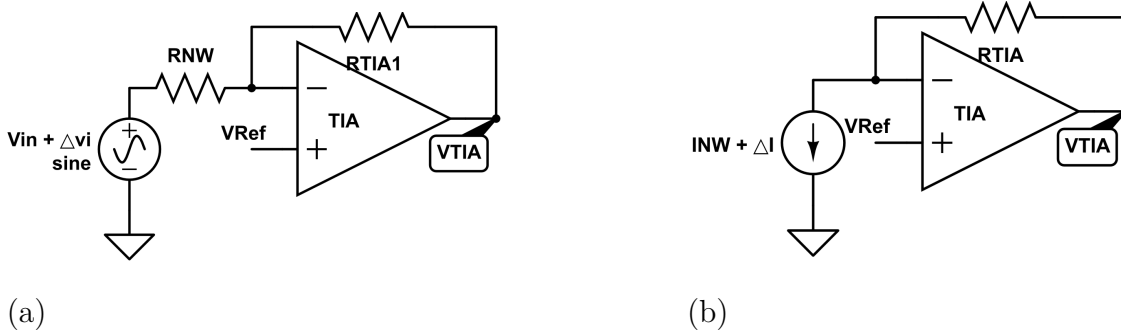 RNW
RTIA1
TIA
VRef
Vin + △vi
sine
VTIA
(a)
RTIA
TIA
VRef
INW + △I
VTIA
(b)